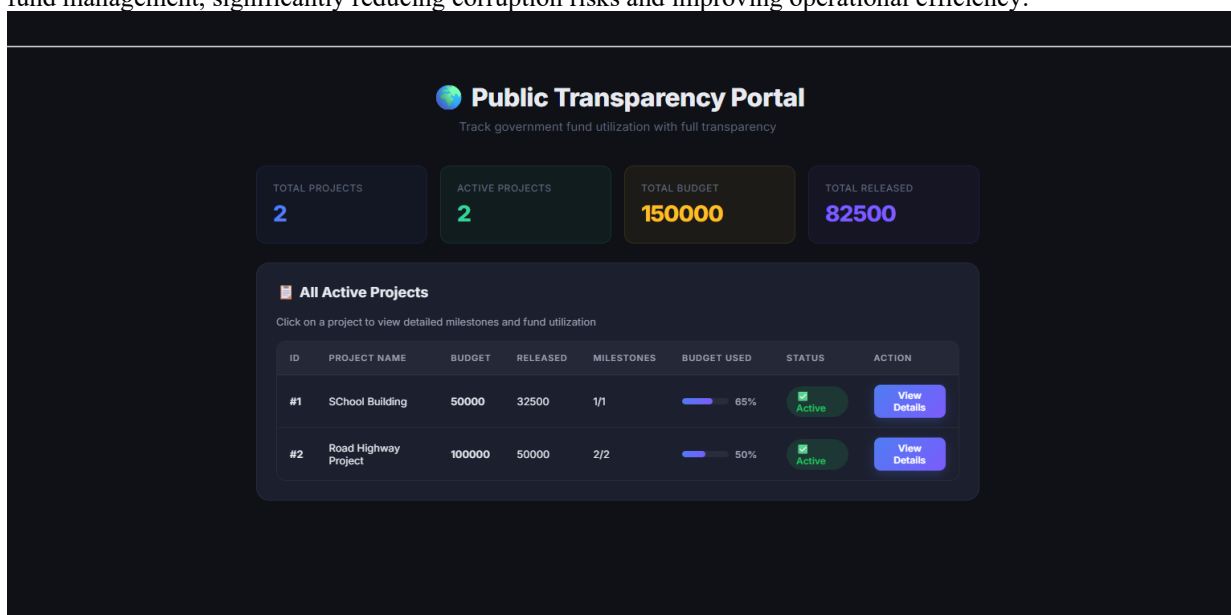 fund management, significantly reducing corruption risks and improving operational efficiency.
Public Transparency Portal
Track government fund utilization with full transparency
TOTAL PROJECTS
2
ACTIVE PROJECTS
2
TOTAL BUDGET
150000
TOTAL RELEASED
82500
All Active Projects
Click on a project to view detailed milestones and fund utilization
ID PROJECT NAME BUDGET RELEASED MILESTONES BUDGET USED STATUS ACTION
#1 SChool Building 50000 32500 1/1 65% Active View Details
#2 Road Highway Project 100000 50000 2/2 50% Active View Details